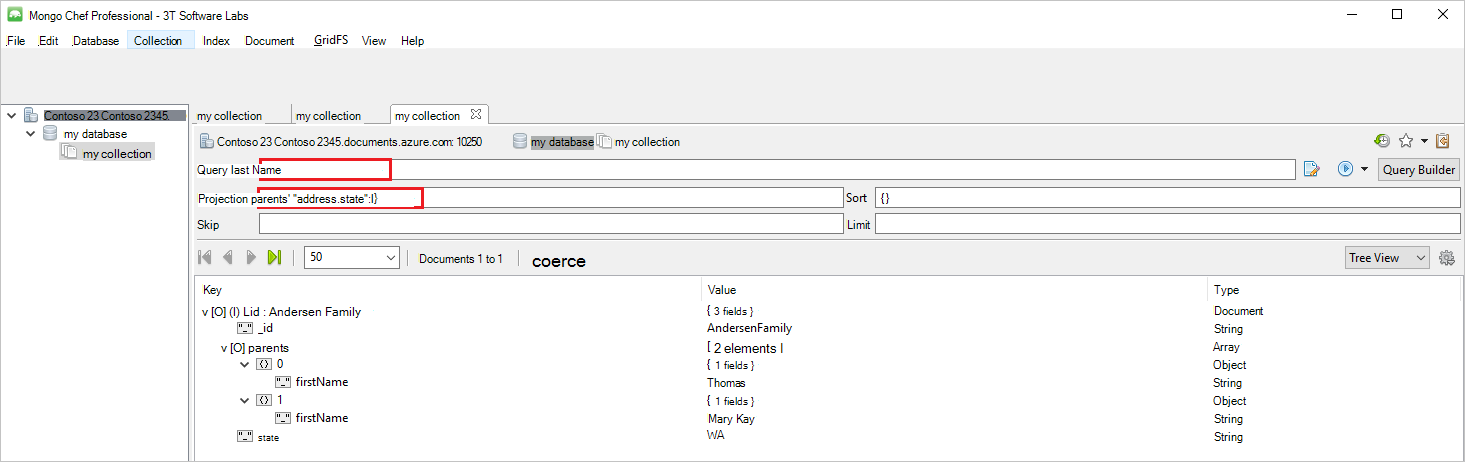 Mongo Chef Professional - 3T Software Labs
File Edit Database Collection Index Document GridFS View Help
Contoso 23 Contoso 2345.
my database
my collection
my collection my collection my collection
Contoso 23 Contoso 2345.documents.azure.com: 10250 my database my collection
Query last Name Query Builder
Projection parents' "address.state":I} Sort {}
Skip Limit
50 Documents 1 to 1 coerce Tree View
Key Value Type
v [O] (I) Lid : Andersen Family { 3 fields } Document
"_" _id AndersenFamily String
v [O] parents [ 2 elements I Array
{} 0 { 1 fields } Object
"_" firstName Thomas String
{} 1 { 1 fields } Object
"_" firstName Mary Kay String
"_" state WA String